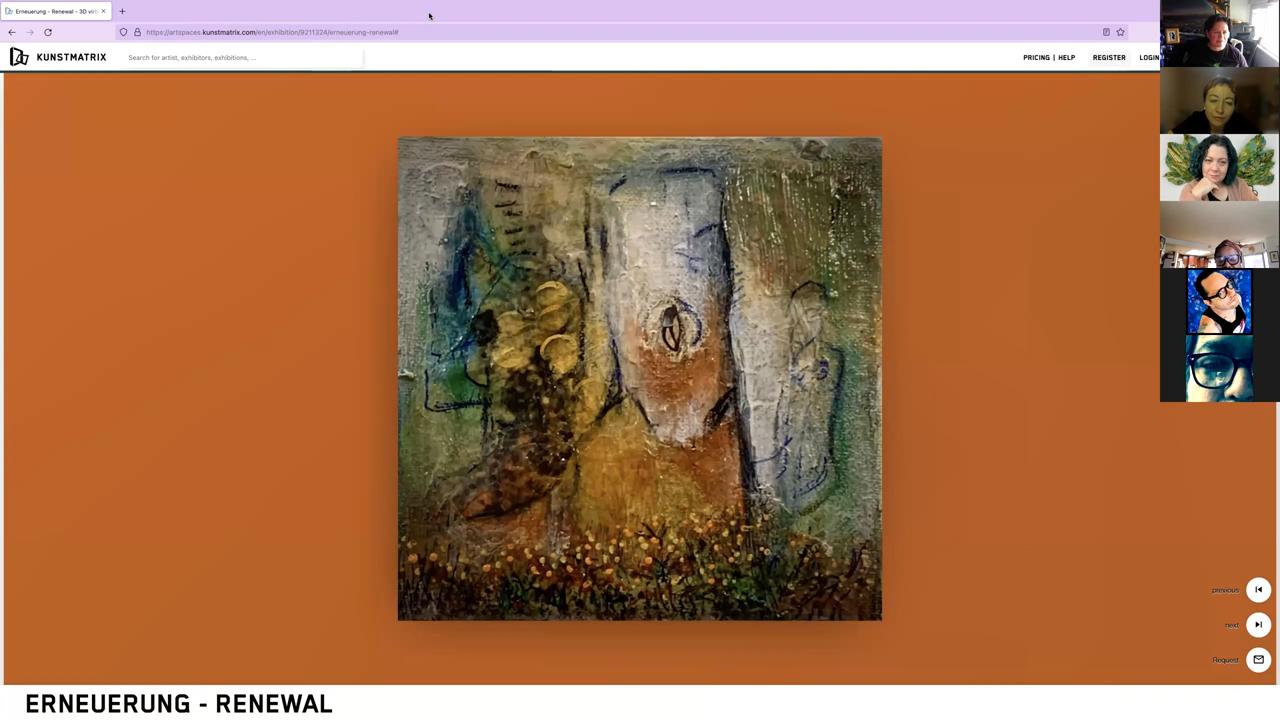 Erneuerung - Renewal - 3D virt
https://artspaces.kunstmatrix.com/en/exhibition/9211324/erneuerung-renewal#
KUNSTMATRIX
Search for artist, exhibitors, exhibitions, ...
PRICING | HELP
REGISTER
LOGIN
previous
next
Request
ERNEUERUNG - RENEWAL